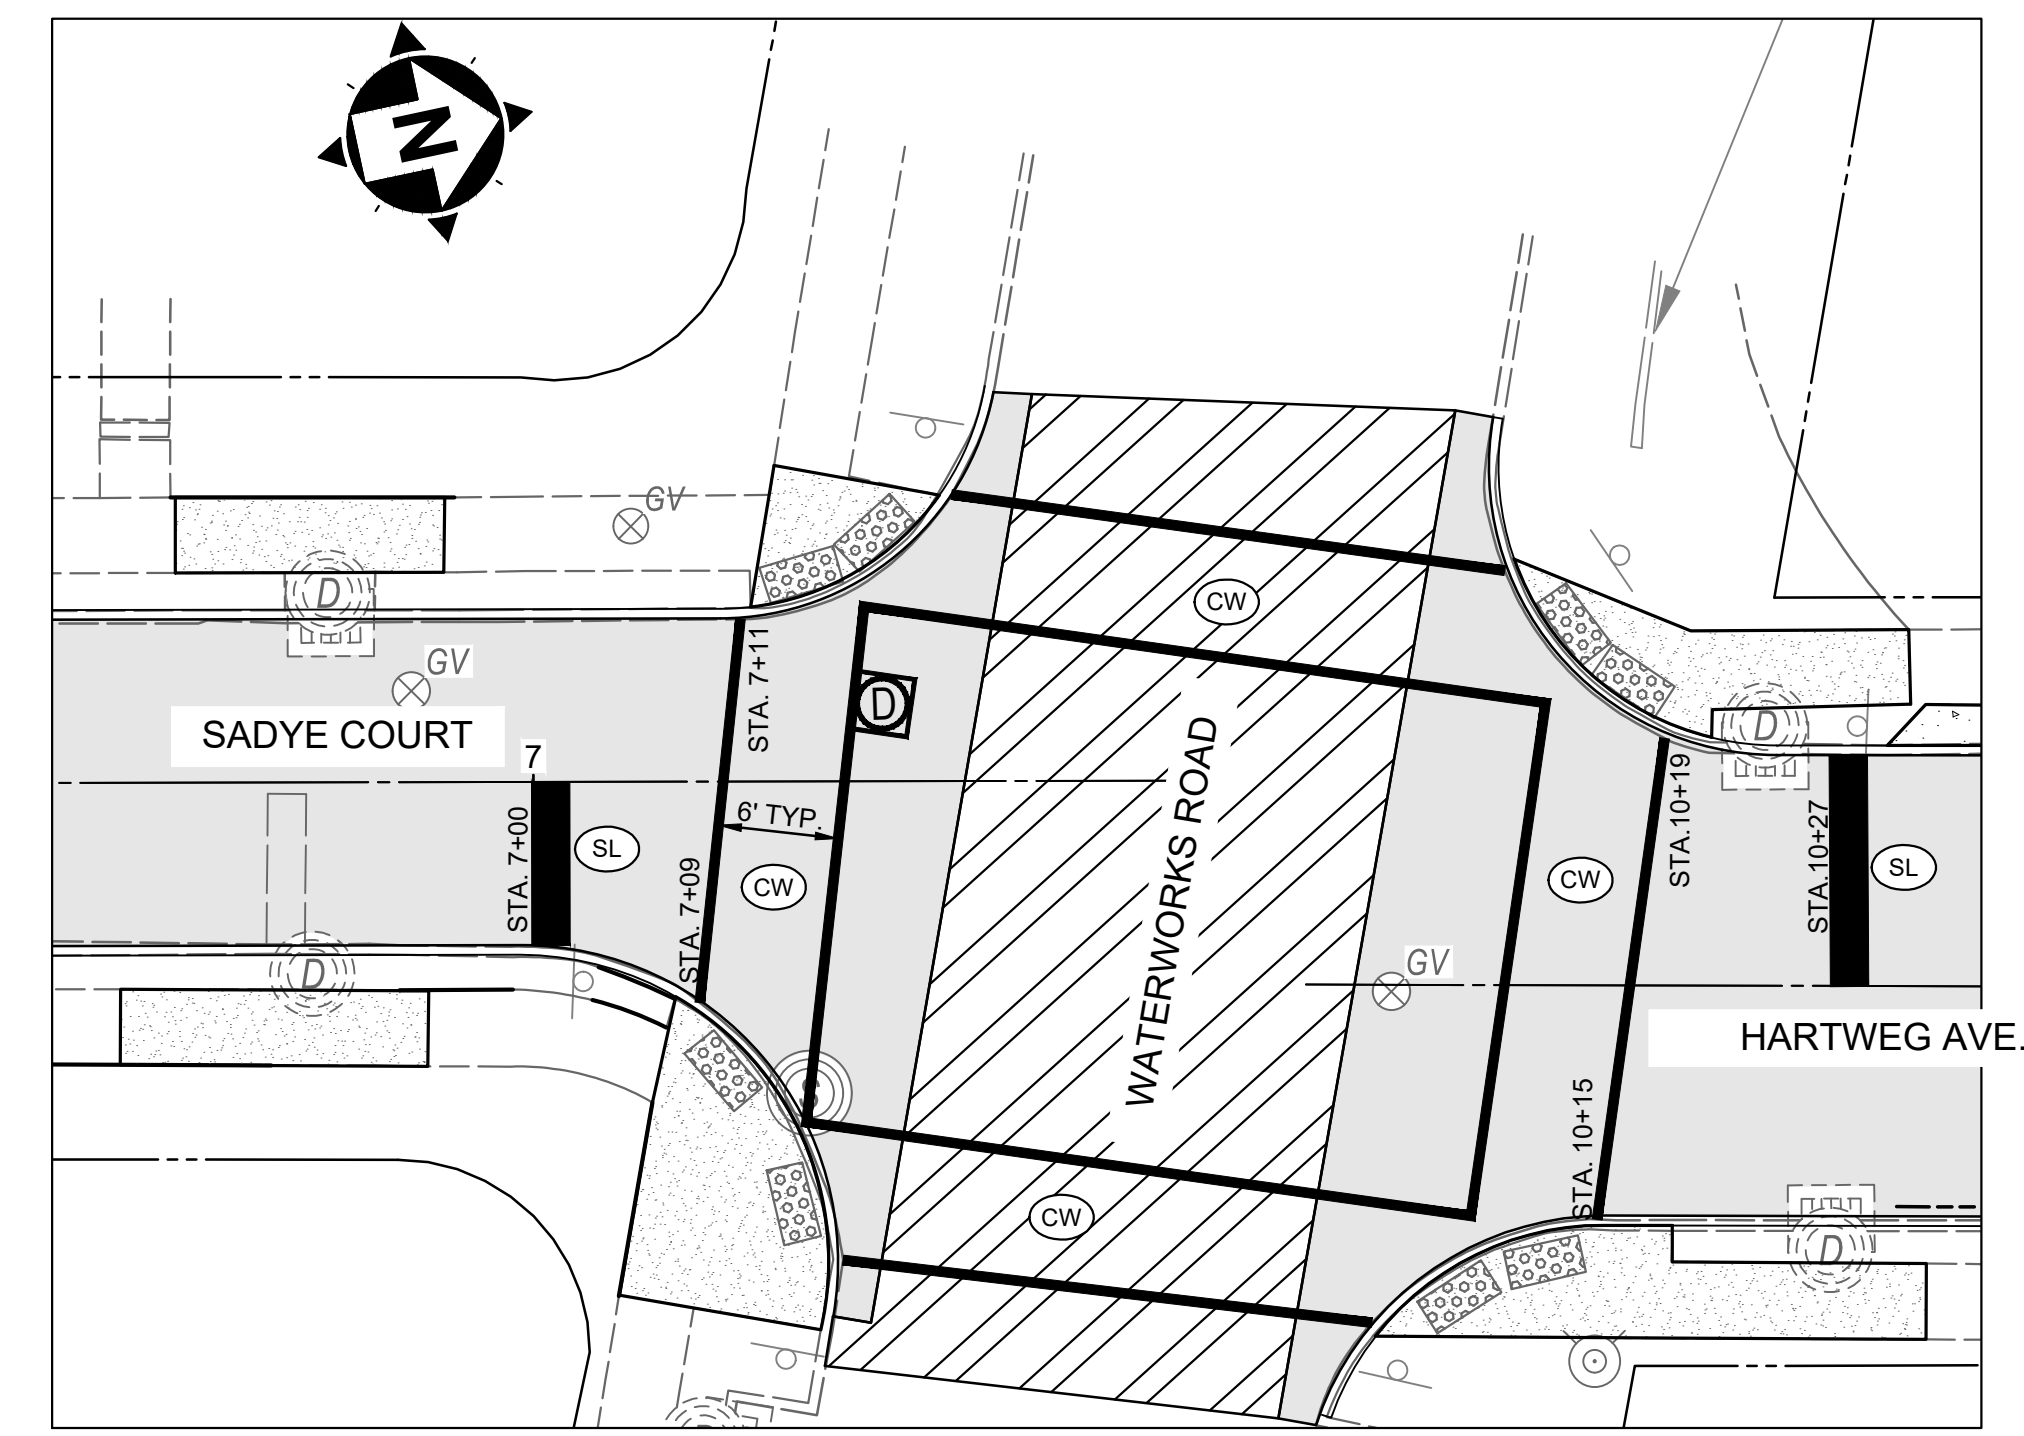 N
GV
D
GV
SADYE COURT
7
STA. 7+11
D
CW
WATERWORKS ROAD
6' TYP.
STA. 7+00
SL
STA. 7+09
CW
D
S
CW
GV
CW
STA.10+19
D
STA.10+27
SL
HARTWEG AVE.
STA. 10+15
D
D